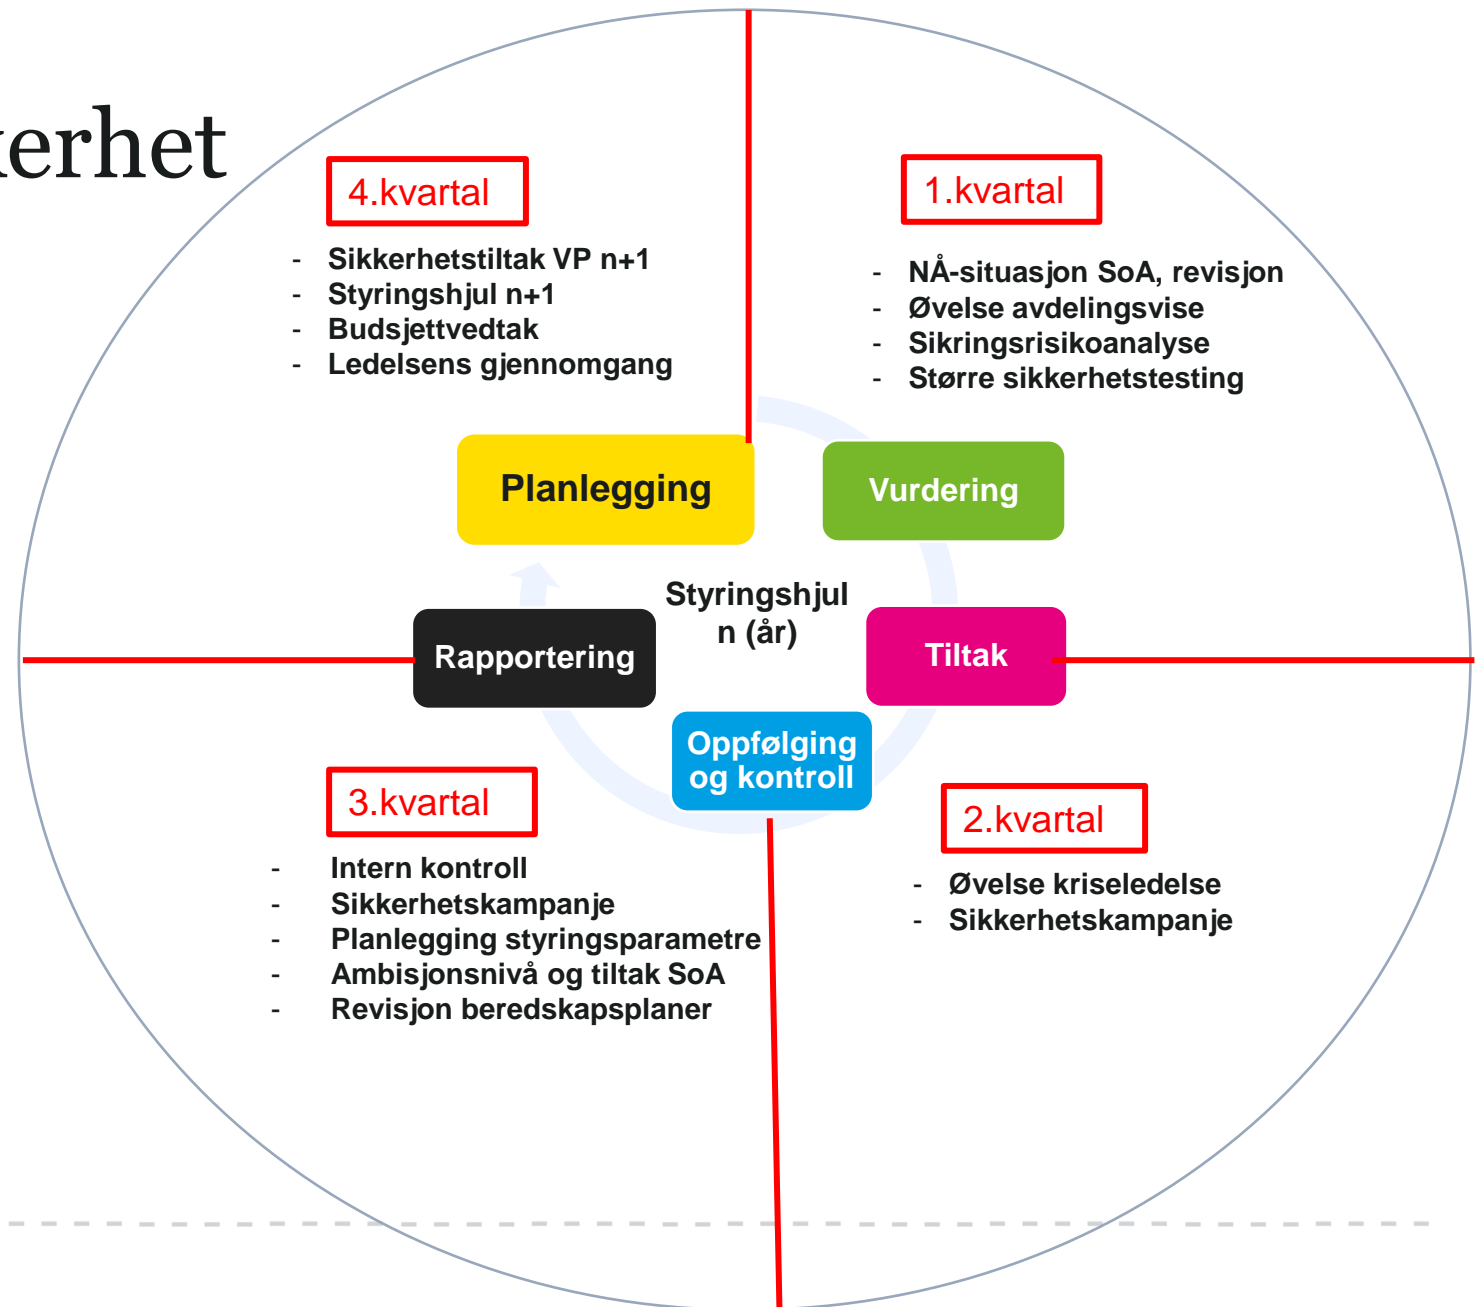 kerhet
4.kvartal
- Sikkerhetstiltak VP n+1
- Styringshjul n+1
- Budsjettvedtak
- Ledelsens gjennomgang
1.kvartal
- NÅ-situasjon SoA, revisjon
- Øvelse avdelingsvise
- Sikringsrisikoanalyse
- Større sikkerhetstesting
Planlegging
Vurdering
Styringshjul
n (år)
Rapportering
Tiltak
Oppfølging
og kontroll
3.kvartal
- Intern kontroll
- Sikkerhetskampanje
- Planlegging styringsparametre
- Ambisjonsnivå og tiltak SoA
- Revisjon beredskapsplaner
2.kvartal
- Øvelse kriseledelse
- Sikkerhetskampanje